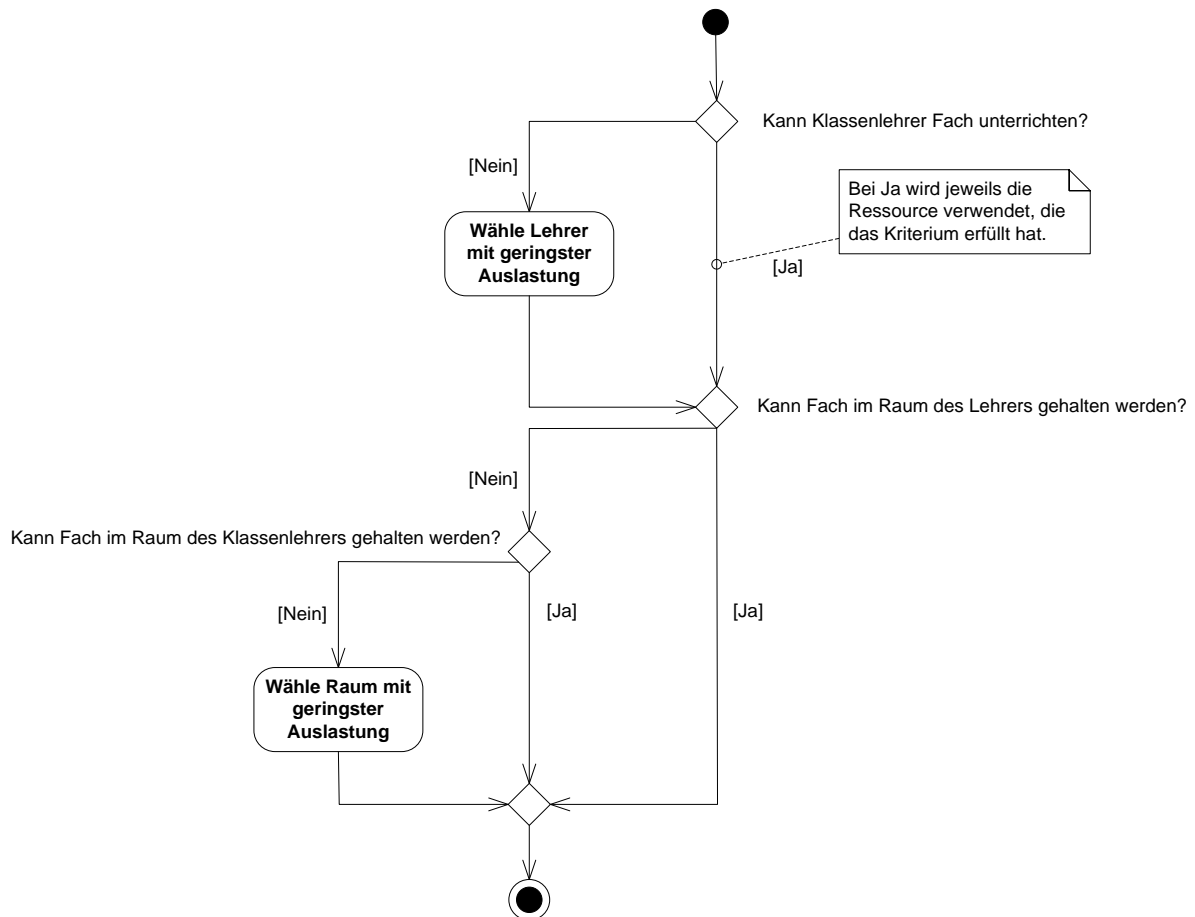 Kann Klassenlehrer Fach unterrichten?
[Nein]
Bei Ja wird jeweils die
Ressource verwendet, die
das Kriterium erfüllt hat.
Wähle Lehrer
mit geringster
Auslastung
[Ja]
Kann Fach im Raum des Lehrers gehalten werden?
[Nein]
Kann Fach im Raum des Klassenlehrers gehalten werden?
[Nein]
[Ja]
[Ja]
Wähle Raum mit
geringster
Auslastung